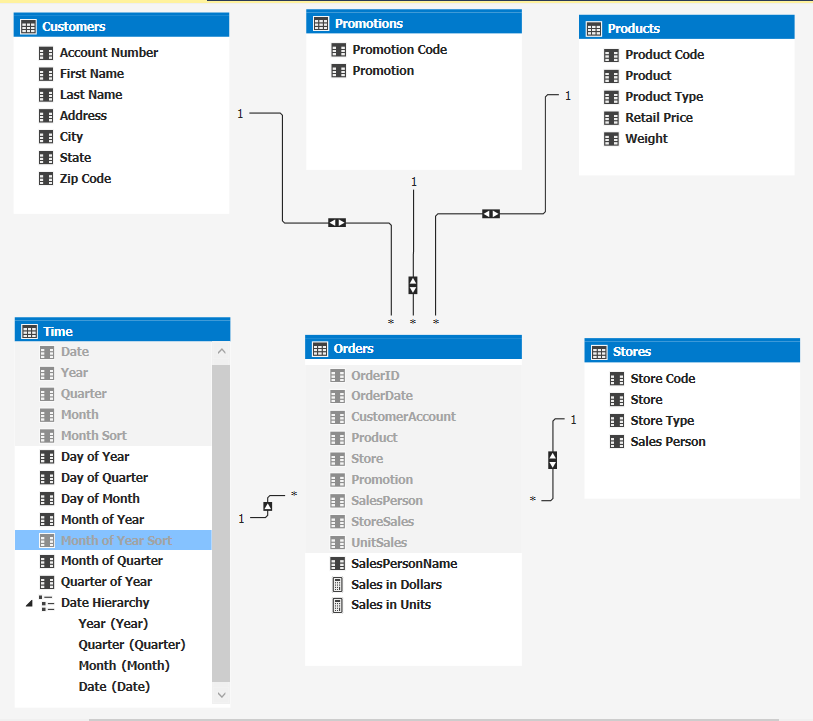 Customers
Account Number
First Name
Last Name
Address
City
State
Zip Code
Promotions
Promotion Code
Promotion
Products
Product Code
Product
Product Type
Retail Price
Weight
1
1
1
*
*
*
Time
Date
Year
Quarter
Month
Month Sort
Day of Year
Day of Quarter
Day of Month
Month of Year
Month of Year Sort
Month of Quarter
Quarter of Year
Date Hierarchy
Year (Year)
Quarter (Quarter)
Month (Month)
Date (Date)
1
*
Orders
OrderID
OrderDate
CustomerAccount
Product
Store
Promotion
SalesPerson
StoreSales
UnitSales
SalesPersonName
Sales in Dollars
Sales in Units
*
1
Stores
Store Code
Store
Store Type
Sales Person